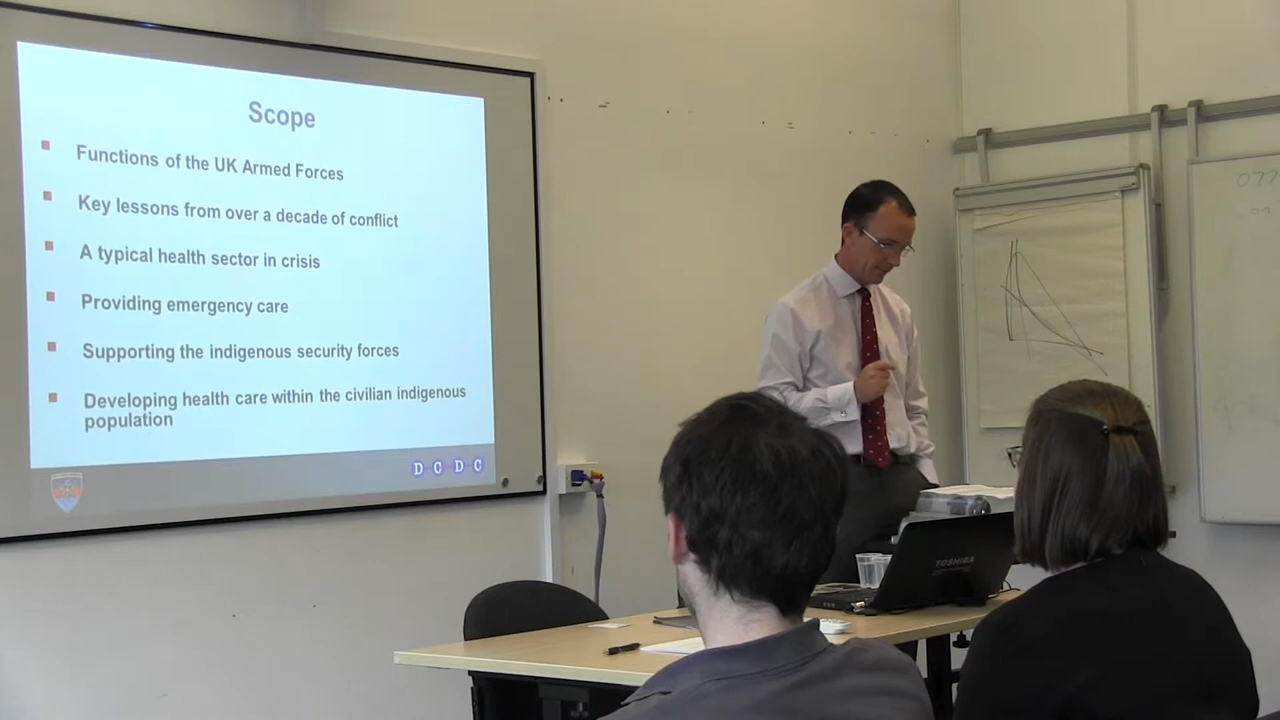 Scope
Functions of the UK Armed Forces
Key lessons from over a decade of conflict
A typical health sector in crisis
Providing emergency care
Supporting the indigenous security forces
Developing health care within the civilian indigenous
population
D C D C
TOSHIBA
077